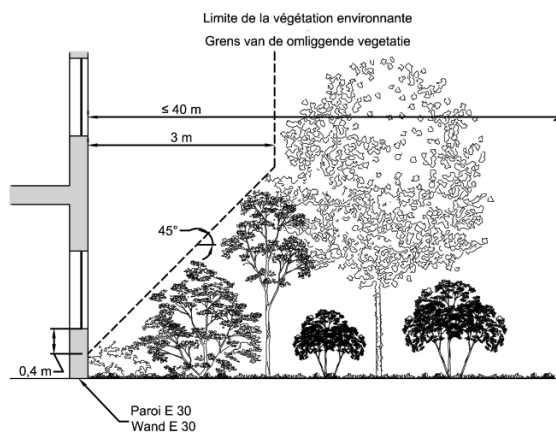 Limite de la végétation environnante
Grens van de omliggende vegetatie
≤ 40 m
3 m
45°
0,4 m
Paroi E 30
Wand E 30